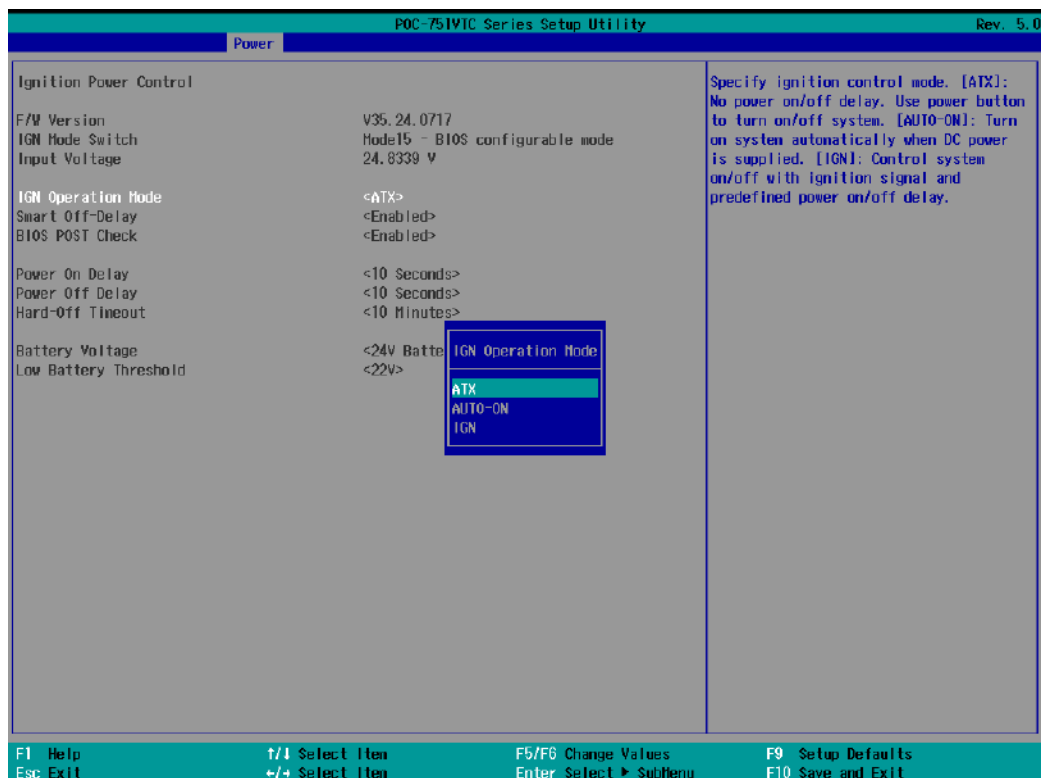 POC-751VTC Series Setup Utility Rev. 5.0
Power
Ignition Power Control
F/W Version V35.24.0717
IGN Mode Switch Mode15 - BIOS configurable mode
Input Voltage 24.8339 V
IGN Operation Mode <ATX>
Smart Off-Delay <Enabled>
BIOS POST Check <Enabled>
Power On Delay <10 Seconds>
Power Off Delay <10 Seconds>
Hard-Off Timeout <10 Minutes>
Battery Voltage <24V Batte
Low Battery Threshold <22V>
IGN Operation Mode
ATX
AUTO-ON
IGN
Specify ignition control mode. [ATX]:
No power on/off delay. Use power button
to turn on/off system. [AUTO-ON]: Turn
on system automatically when DC power
is supplied. [IGN]: Control system
on/off with ignition signal and
predefined power on/off delay.
F1 Help ↑/↓ Select Item F5/F6 Change Values F9 Setup Defaults
Esc Exit ←/→ Select Item Enter Select ▶ SubMenu F10 Save and Exit